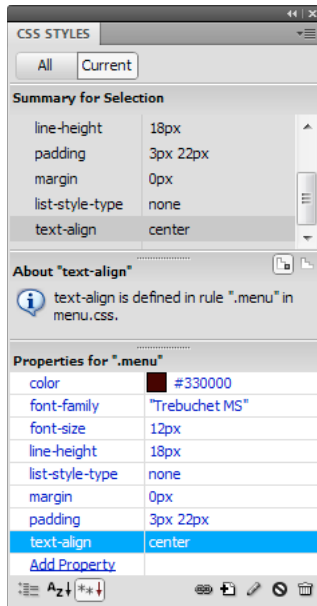 CSS STYLES
All Current
Summary for Selection
line-height 18px
padding 3px 22px
margin 0px
list-style-type none
text-align center
About "text-align"
text-align is defined in rule ".menu" in
menu.css.
Properties for ".menu"
color #330000
font-family "Trebuchet MS"
font-size 12px
line-height 18px
list-style-type none
margin 0px
padding 3px 22px
text-align center
Add Property
Az↓ **↓